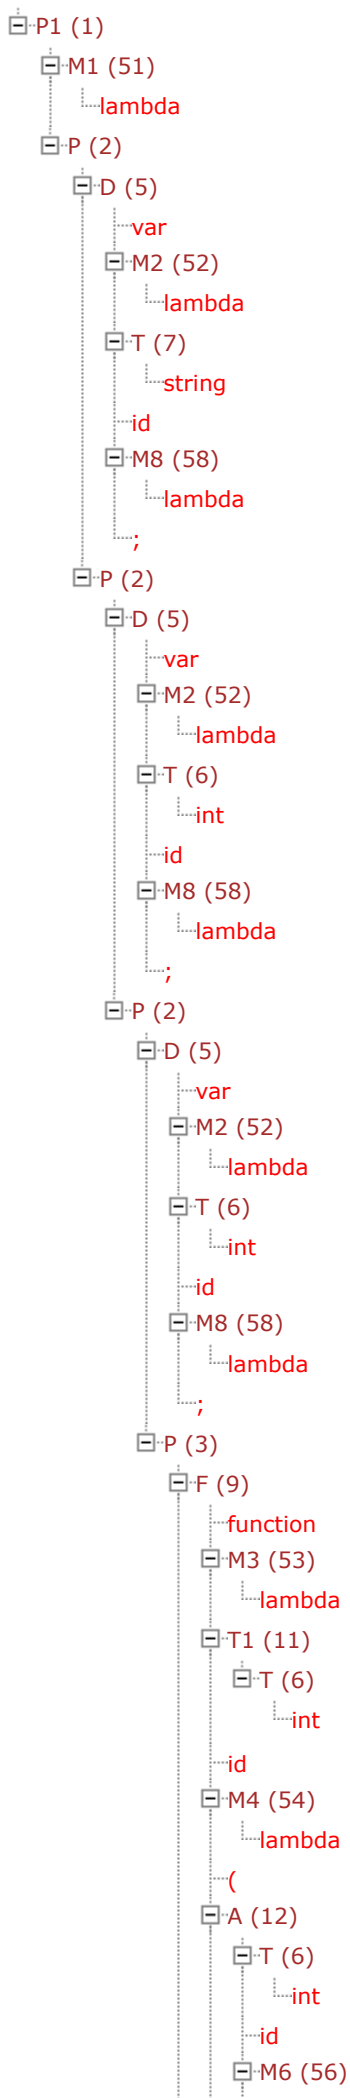 P1 (1)
M1 (51)
lambda
P (2)
D (5)
var
M2 (52)
lambda
T (7)
string
id
M8 (58)
lambda
;
P (2)
D (5)
var
M2 (52)
lambda
T (6)
int
id
M8 (58)
lambda
;
P (2)
D (5)
var
M2 (52)
lambda
T (6)
int
id
M8 (58)
lambda
;
P (3)
F (9)
function
M3 (53)
lambda
T1 (11)
T (6)
int
id
M4 (54)
lambda
(
A (12)
T (6)
int
id
M6 (56)